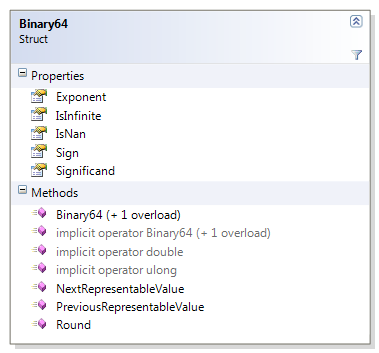 Binary64
Struct
Properties
Exponent
IsInfinite
IsNan
Sign
Significand
Methods
Binary64 (+ 1 overload)
implicit operator Binary64 (+ 1 overload)
implicit operator double
implicit operator ulong
NextRepresentableValue
PreviousRepresentableValue
Round